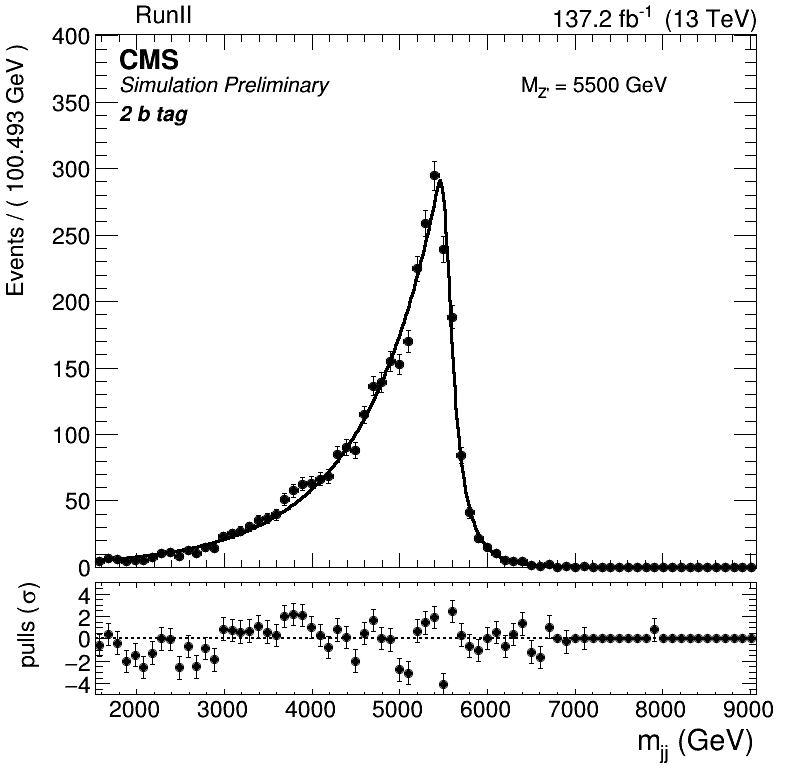 RunII 137.2 fb⁻¹ (13 TeV)
CMS
Simulation Preliminary
M_Z' = 5500 GeV
2 b tag
Events / ( 100.493 GeV )
400
350
300
250
200
150
100
50
0
pulls (σ)
4
2
0
−2
−4
2000 3000 4000 5000 6000 7000 8000 9000
m_jj (GeV)